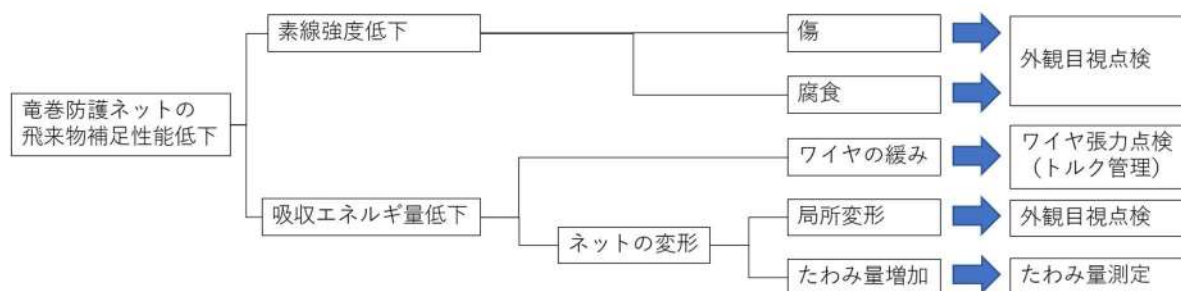 竜巻防護ネットの
飛来物補足性能低下
素線強度低下
傷
腐食
外観目視点検
吸収エネルギ量低下
ワイヤの緩み
ワイヤ張力点検
（トルク管理）
ネットの変形
局所変形
外観目視点検
たわみ量増加
たわみ量測定